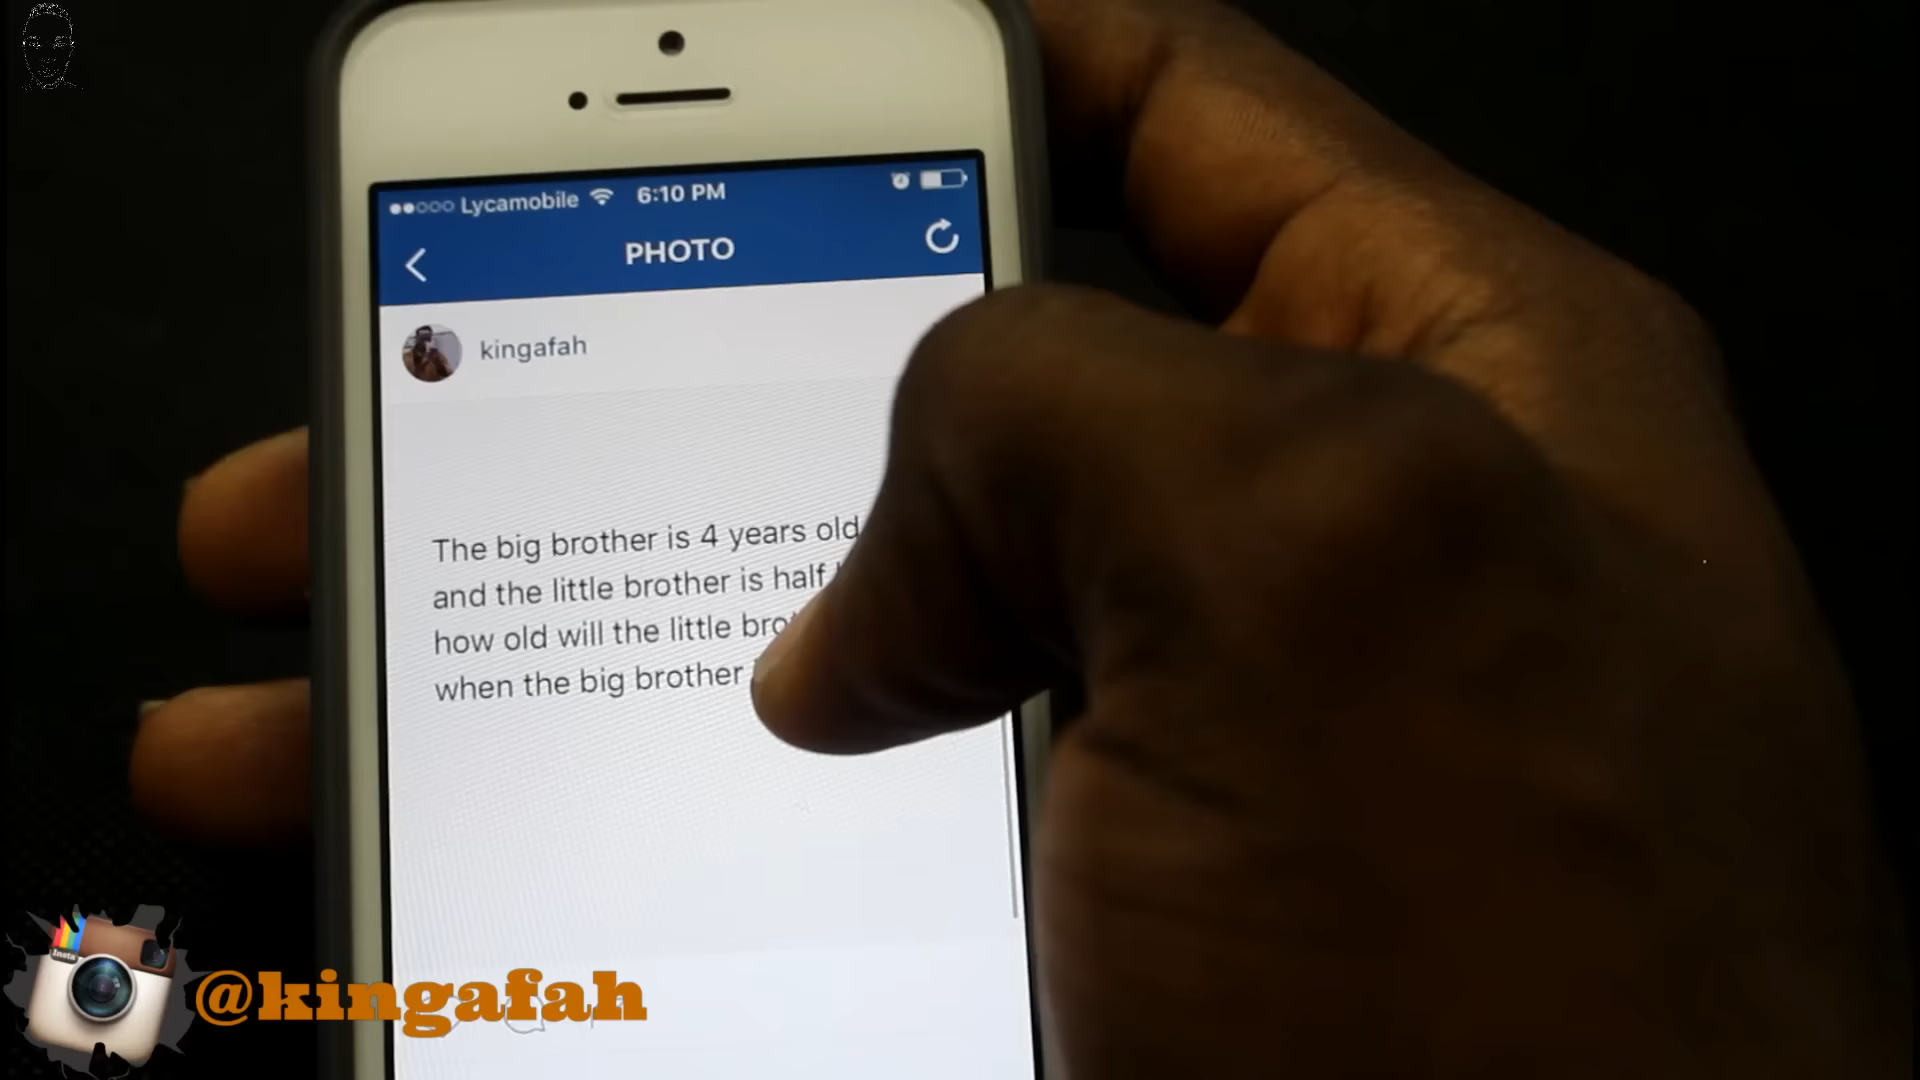 Lycamobile 6:10 PM
PHOTO
kingafah
The big brother is 4 years old
and the little brother is half
how old will the little
when the big brother
Insta
@kingafah